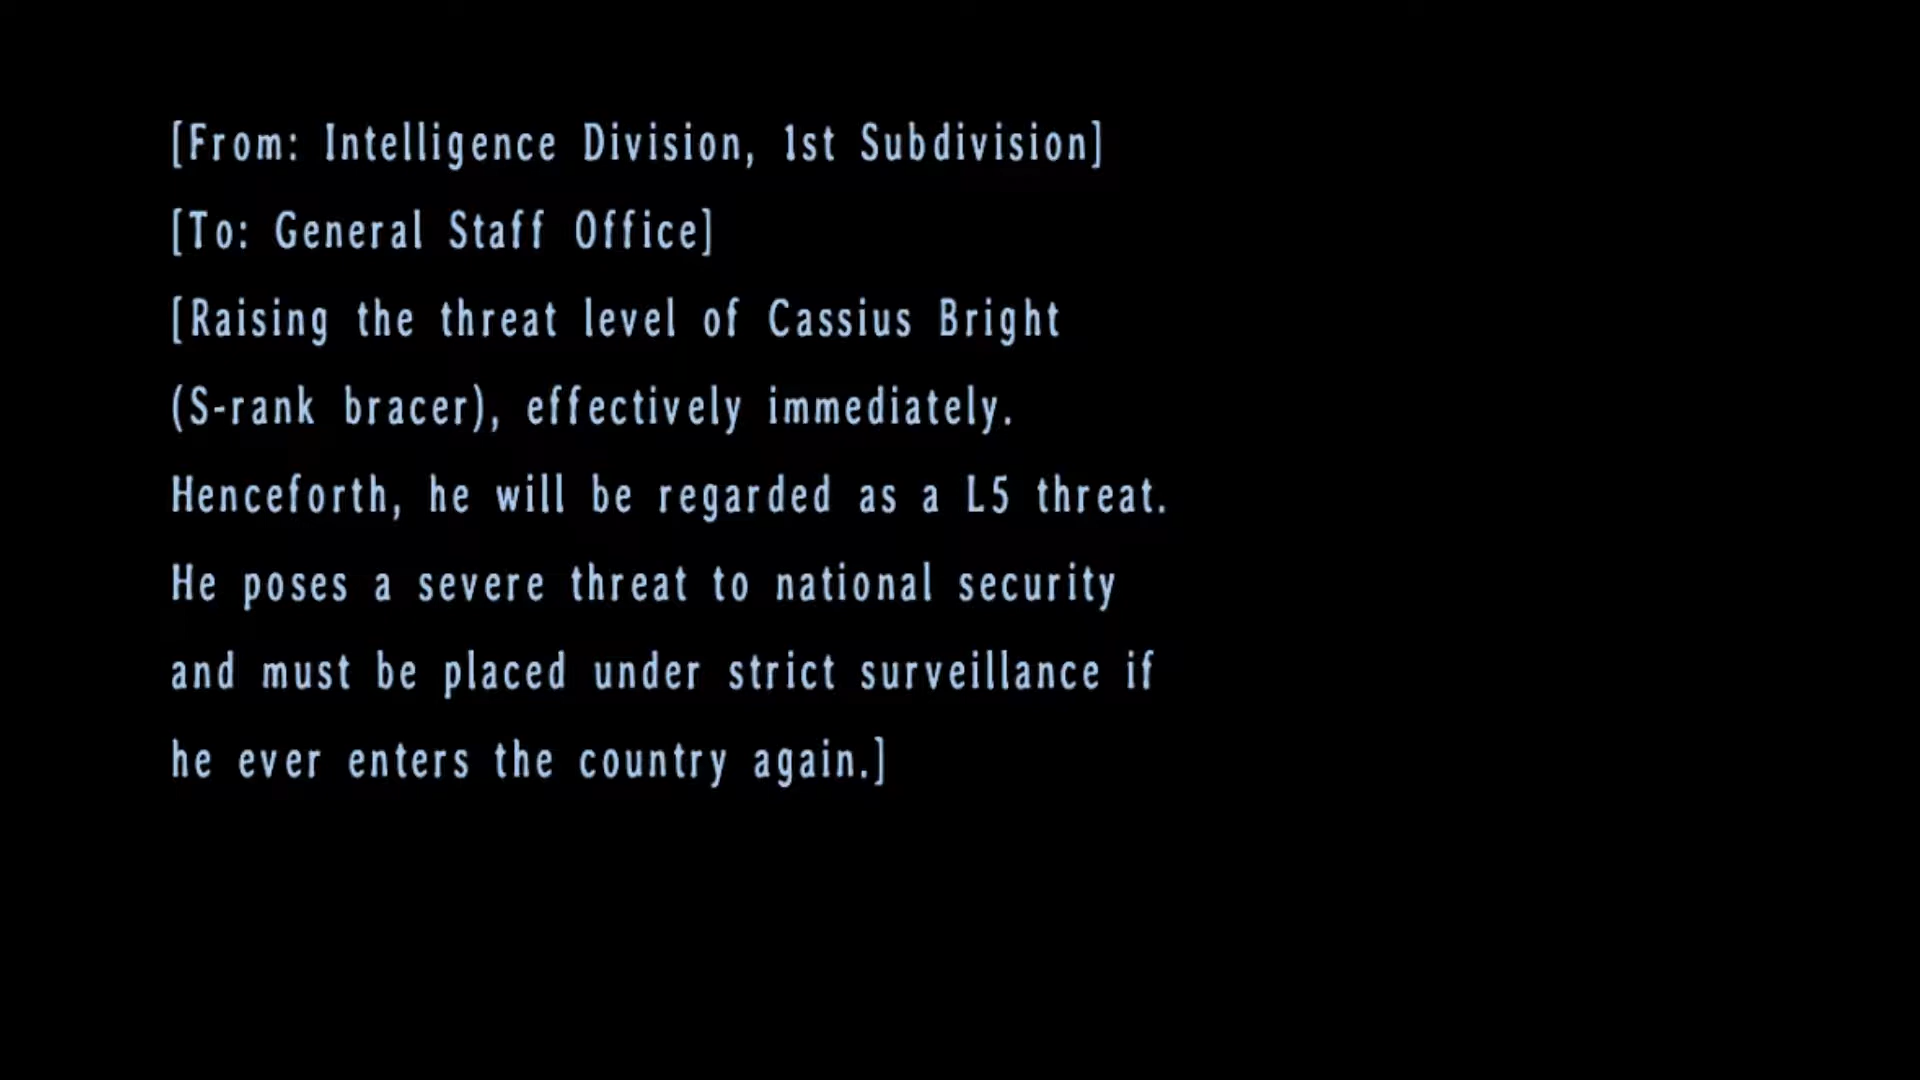 [From: Intelligence Division, 1st Subdivision]
[To: General Staff Office]
[Raising the threat level of Cassius Bright
(S-rank bracer), effectively immediately.
Henceforth, he will be regarded as a L5 threat.
He poses a severe threat to national security
and must be placed under strict surveillance if
he ever enters the country again.]